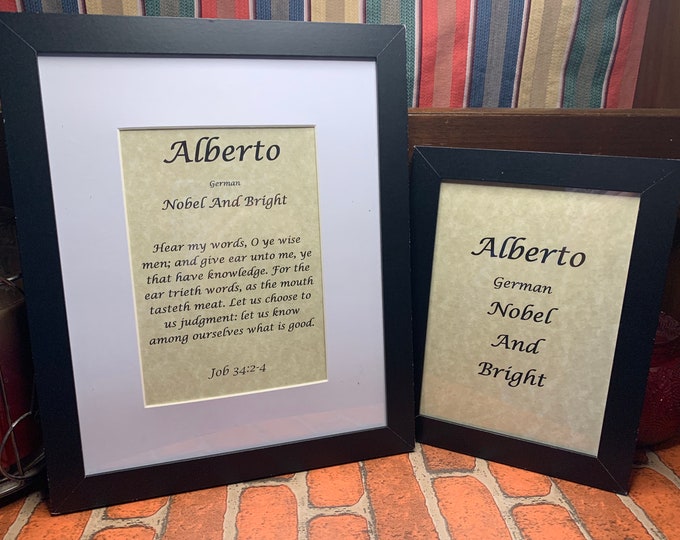 Alberto
German
Nobel And Bright
Hear my words, O ye wise
men; and give ear unto me, ye
that have knowledge. For the
ear trieth words, as the mouth
tasteth meat. Let us choose to
us judgment: let us know
among ourselves what is good.
Job 34:2-4
Alberto
German
Nobel
And
Bright